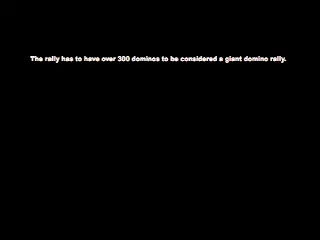 The rally has to have over 300 dominos to be considered a giant domino rally.